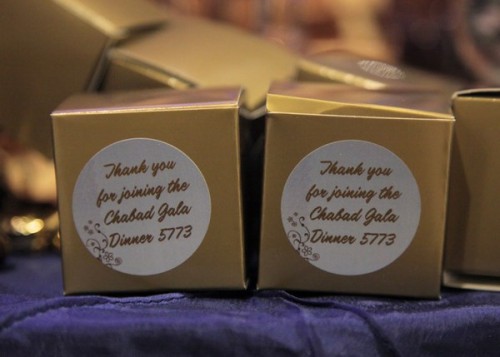 Thank you
for joining the
Chabad Gala
Dinner 5773
Thank you
for joining the
Chabad Gala
Dinner 5773